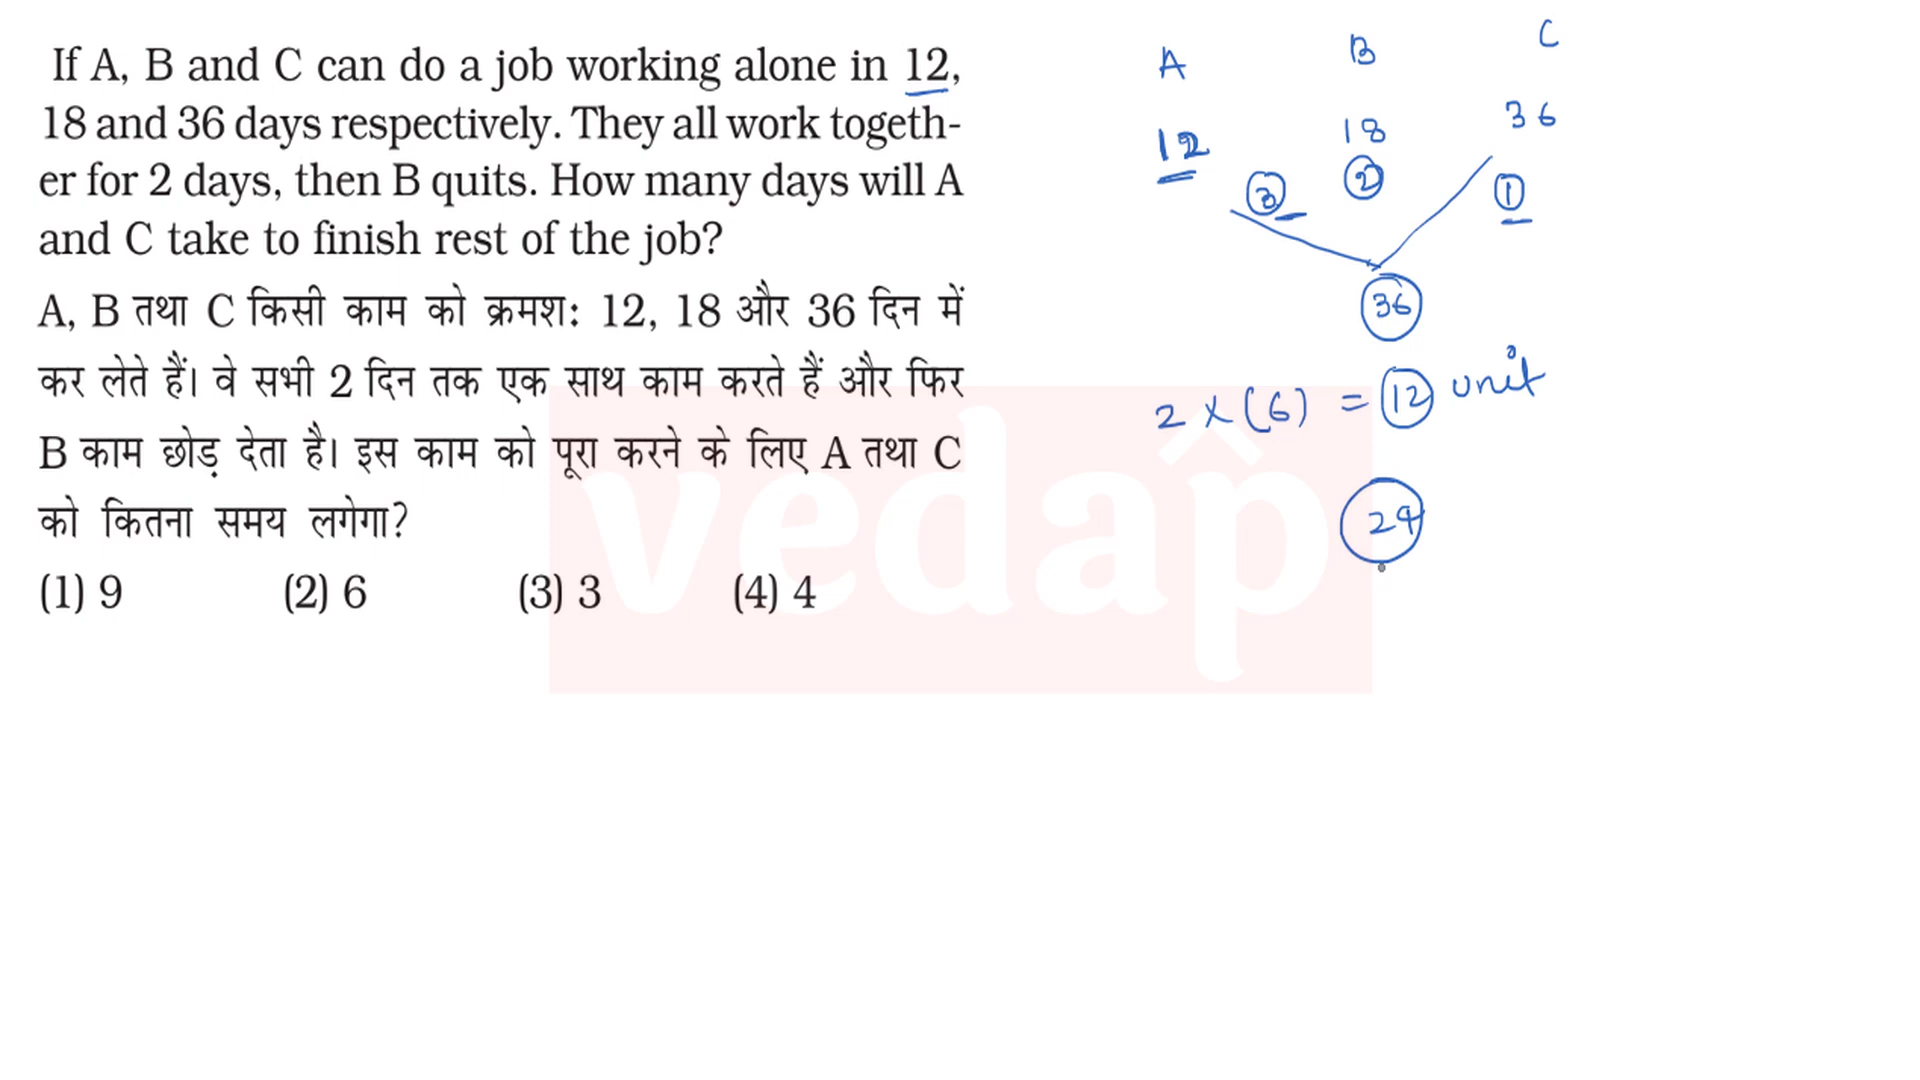 If A, B and C can do a job working alone in 12,
18 and 36 days respectively. They all work togeth-
er for 2 days, then B quits. How many days will A
and C take to finish rest of the job?
A, B तथा C किसी काम को क्रमशः 12, 18 और 36 दिन में
कर लेते हैं। वे सभी 2 दिन तक एक साथ काम करते हैं और फिर
B काम छोड़ देता है। इस काम को पूरा करने के लिए A तथा C
को कितना समय लगेगा?
(1) 9 (2) 6 (3) 3 (4) 4
A B C
12 18 36
3 2 1
36
2 × (6) = 12 unit
24
vedap